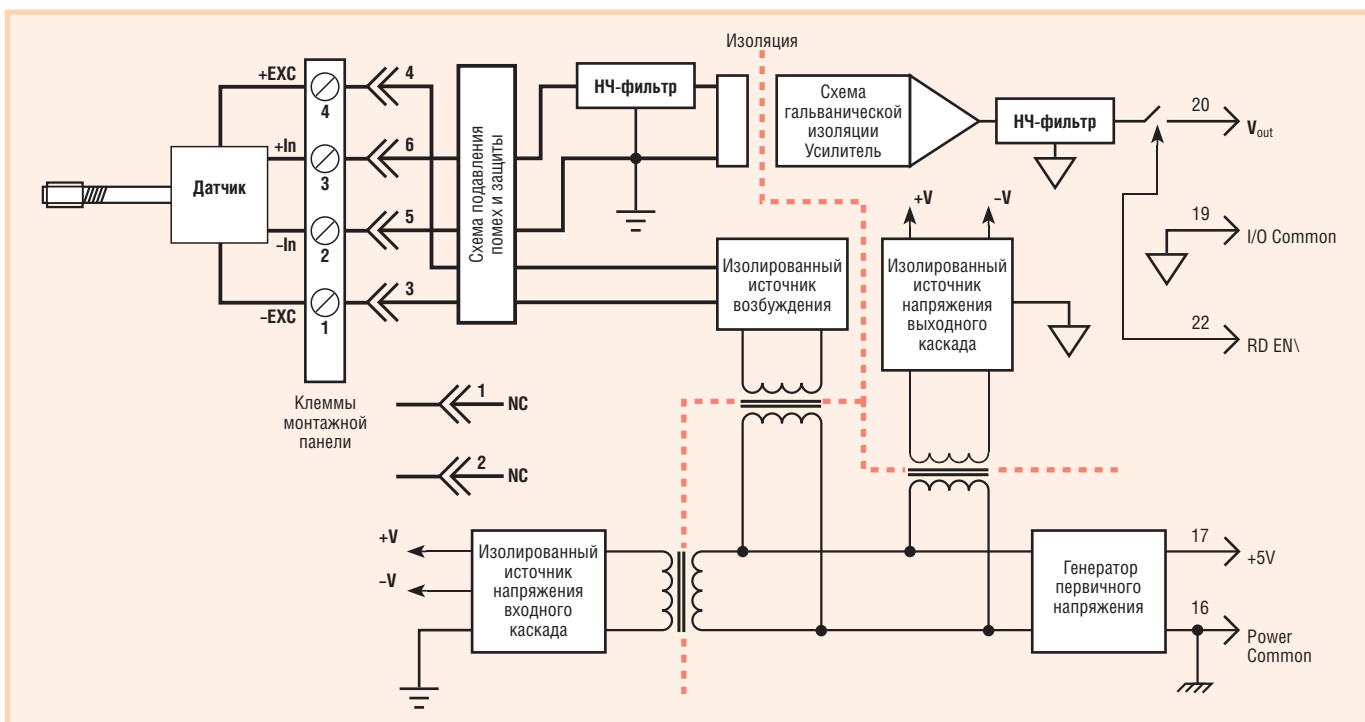 Изоляция
+EXC
4
4
НЧ-фильтр
Схема
гальванической
изоляции
Усилитель
НЧ-фильтр
20
Vout
+In
3
6
Датчик
Схема подавления
помех и защиты
+V
–V
–In
2
5
19
I/O Common
Изолированный
источник
возбуждения
Изолированный
источник
напряжения
выходного
каскада
–EXC
1
3
22
RD EN\
Клеммы
монтажной
панели
1
NC
2
NC
+V
–V
Изолированный
источник
напряжения
входного
каскада
Генератор
первичного
напряжения
17
+5V
16
Power
Common